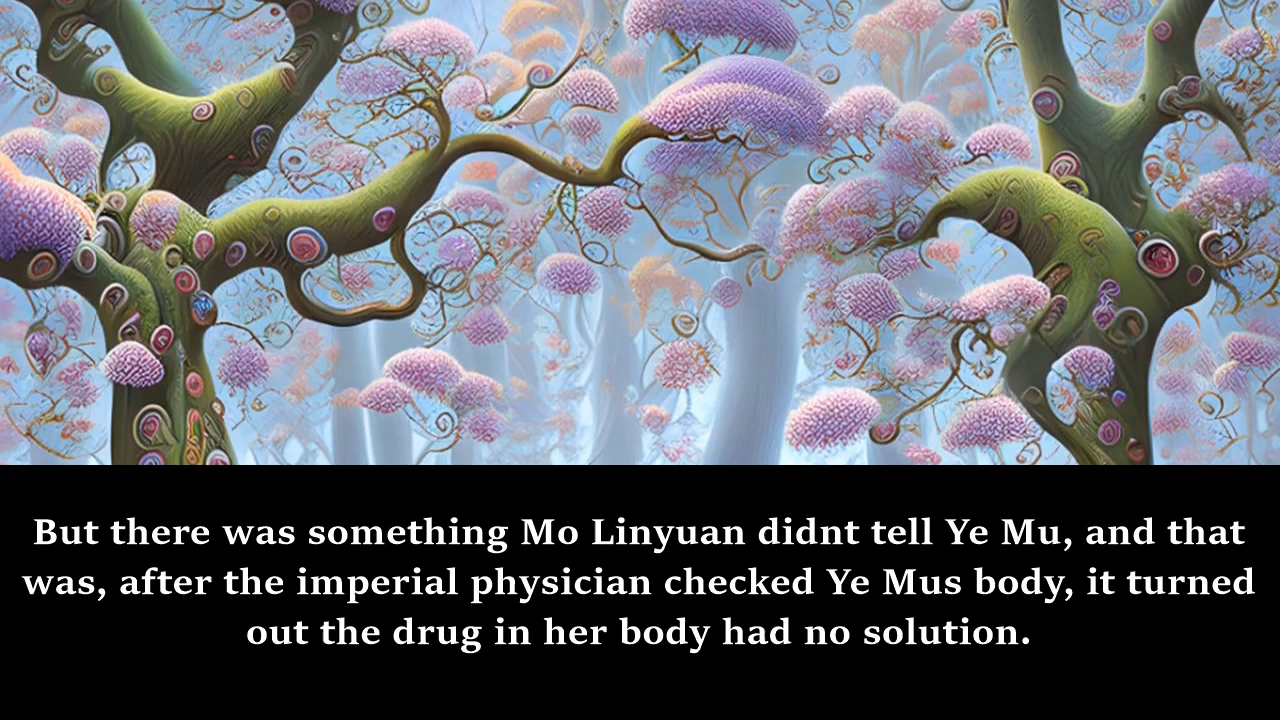 But there was something Mo Linyuan didnt tell Ye Mu, and that
was, after the imperial physician checked Ye Mus body, it turned
out the drug in her body had no solution.